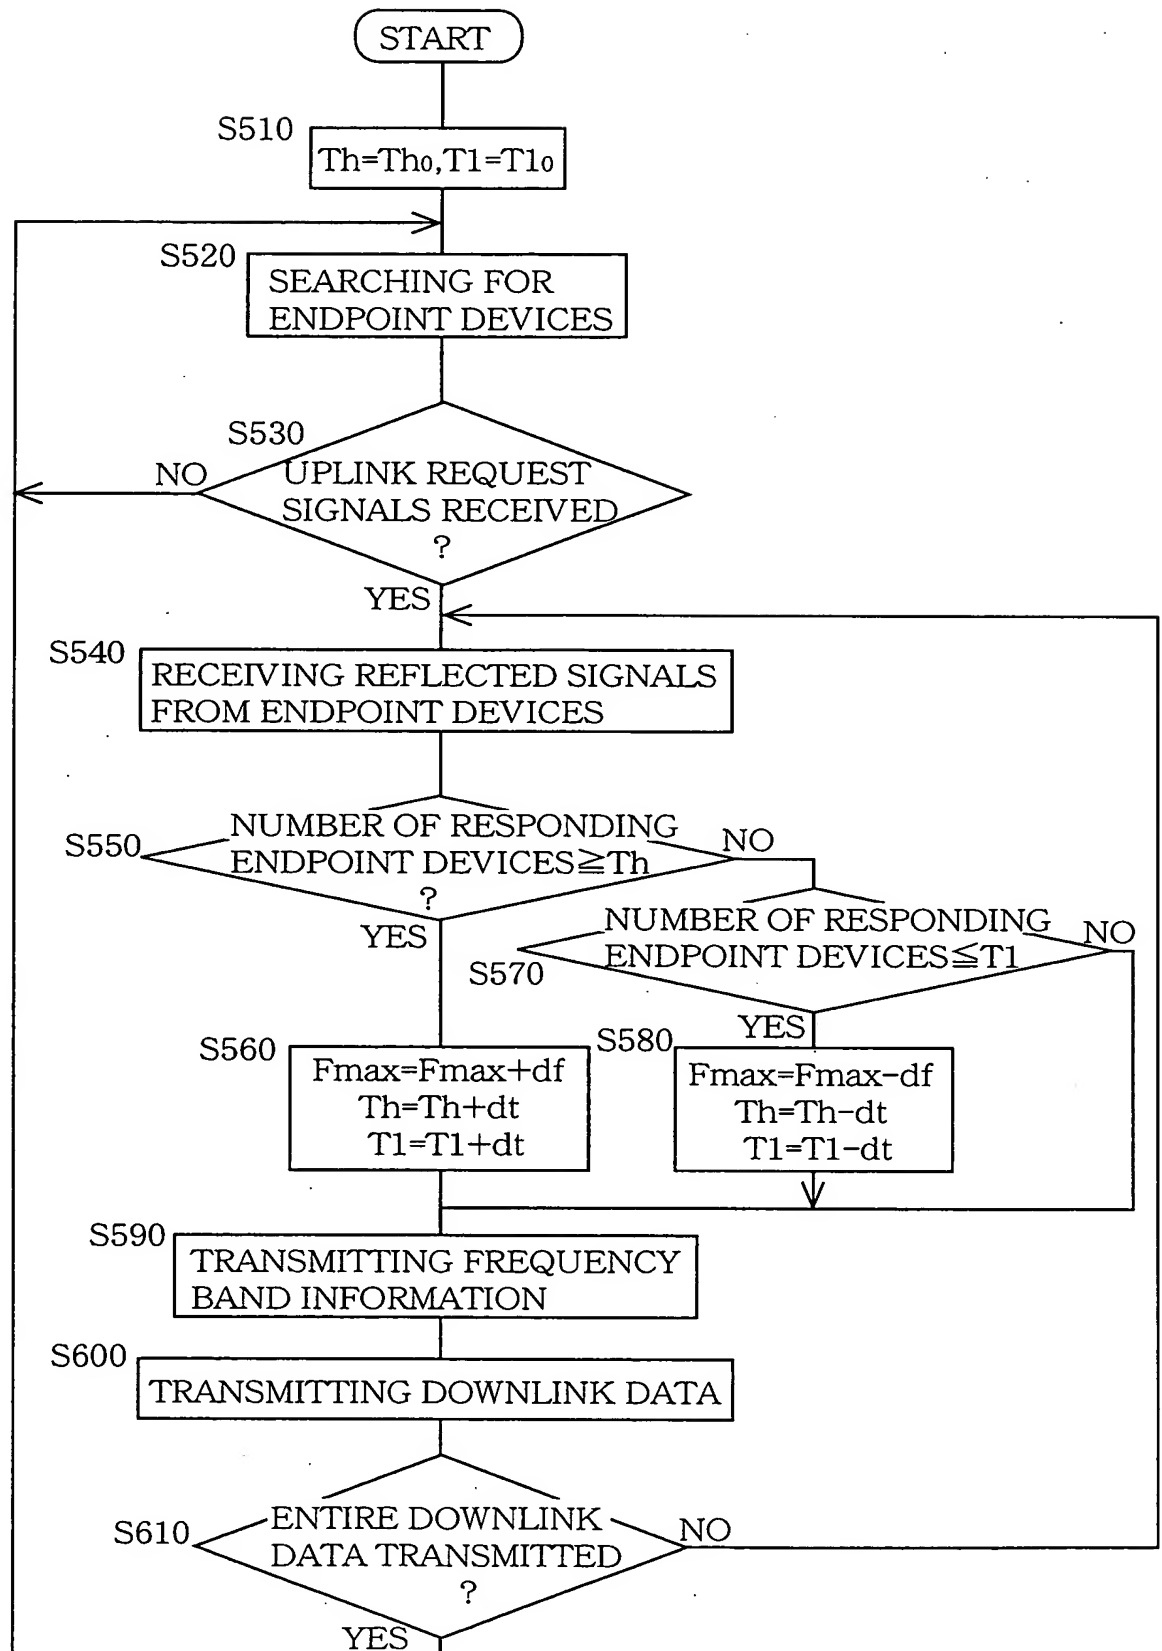 START
S510
Th=Th0,T1=T10
S520
SEARCHING FOR
ENDPOINT DEVICES
S530
NO
UPLINK REQUEST
SIGNALS RECEIVED
?
YES
S540
RECEIVING REFLECTED SIGNALS
FROM ENDPOINT DEVICES
S550
NUMBER OF RESPONDING
ENDPOINT DEVICES≧Th
?
NO
YES
S570
NUMBER OF RESPONDING
ENDPOINT DEVICES≦T1
NO
YES
S560
Fmax=Fmax+df
Th=Th+dt
T1=T1+dt
S580
Fmax=Fmax-df
Th=Th-dt
T1=T1-dt
S590
TRANSMITTING FREQUENCY
BAND INFORMATION
S600
TRANSMITTING DOWNLINK DATA
S610
ENTIRE DOWNLINK
DATA TRANSMITTED
?
NO
YES